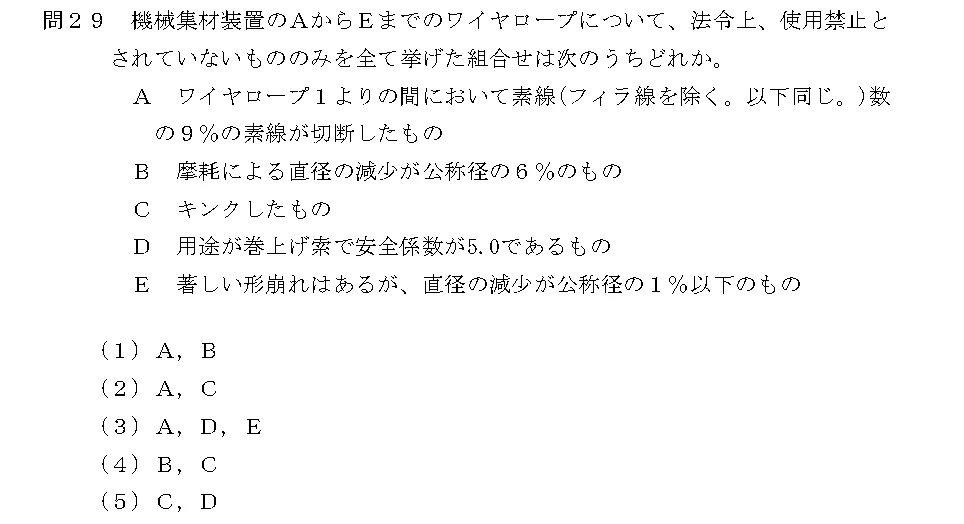 問２９　機械集材装置のＡからＥまでのワイヤロープについて、法令上、使用禁止と
されていないもののみを全て挙げた組合せは次のうちどれか。
Ａ　ワイヤロープ１よりの間において素線(フィラ線を除く。以下同じ。)数
の９％の素線が切断したもの
Ｂ　摩耗による直径の減少が公称径の６％のもの
Ｃ　キンクしたもの
Ｄ　用途が巻上げ索で安全係数が5.0であるもの
Ｅ　著しい形崩れはあるが、直径の減少が公称径の１％以下のもの
（１）Ａ，Ｂ
（２）Ａ，Ｃ
（３）Ａ，Ｄ，Ｅ
（４）Ｂ，Ｃ
（５）Ｃ，Ｄ